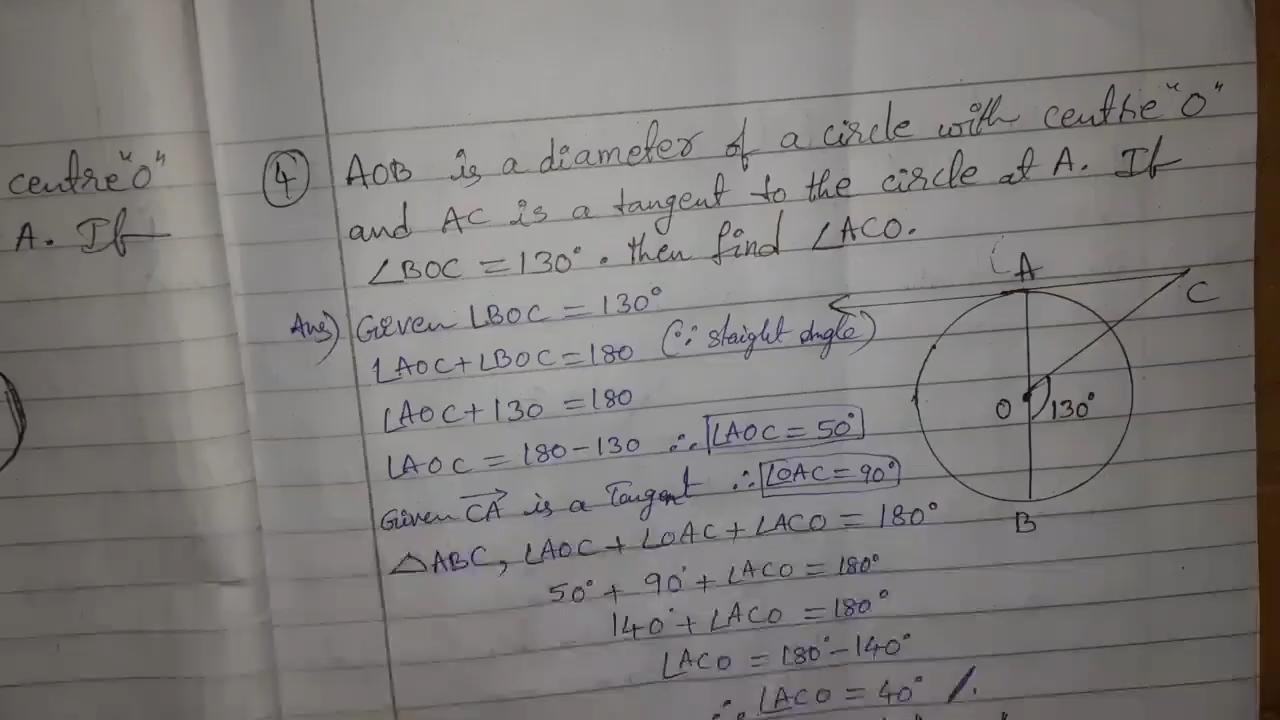 centre "O"
A. If
④ AOB is a diameter of a circle with centre "O"
and AC is a tangent to the circle at A. If
∠BOC = 130°. then find ∠ACO.
Ans) Given ∠BOC = 130°
∠AOC + ∠BOC = 180 (∵ staight angle)
∠AOC + 130 = 180
∠AOC = 180 - 130 ∴ ∠AOC = 50°
Given CA is a Tangent ∴ ∠OAC = 90°
△ABC, ∠AOC + ∠OAC + ∠ACO = 180°
50° + 90° + ∠ACO = 180°
140° + ∠ACO = 180°
∠ACO = 180° - 140°
∴ ∠ACO = 40°
A
C
O
130°
B